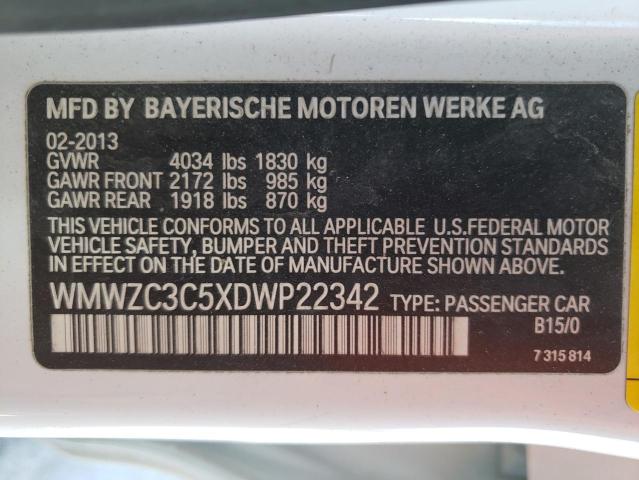 MFD BY BAYERISCHE MOTOREN WERKE AG
02-2013
GVWR 4034 lbs 1830 kg
GAWR FRONT 2172 lbs 985 kg
GAWR REAR 1918 lbs 870 kg
THIS VEHICLE CONFORMS TO ALL APPLICABLE U.S.FEDERAL MOTOR
VEHICLE SAFETY, BUMPER AND THEFT PREVENTION STANDARDS
IN EFFECT ON THE DATE OF MANUFACTURE SHOWN ABOVE.
WMWZC3C5XDWP22342 TYPE: PASSENGER CAR
B15/0
7 315 814